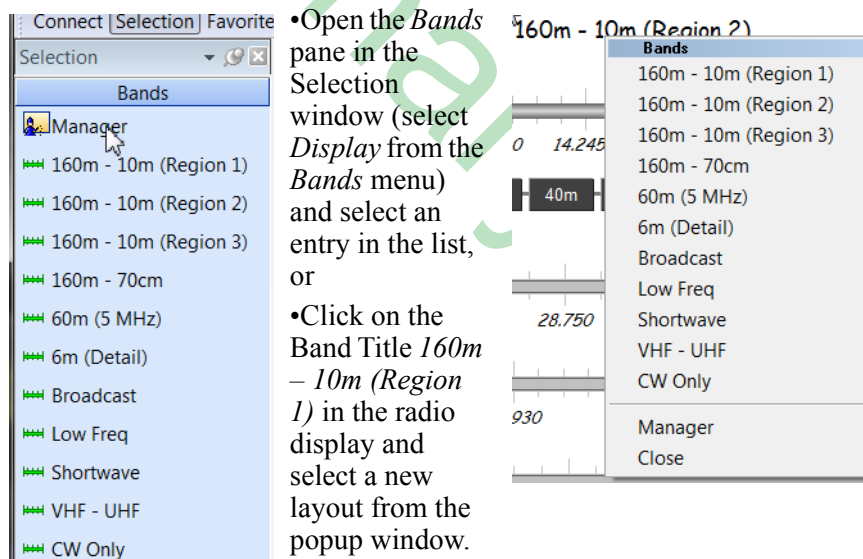 Connect Selection Favorite
Selection
Bands
Manager
160m - 10m (Region 1)
160m - 10m (Region 2)
160m - 10m (Region 3)
160m - 70cm
60m (5 MHz)
6m (Detail)
Broadcast
Low Freq
Shortwave
VHF - UHF
CW Only
•Open the Bands
pane in the
Selection
window (select
Display from the
Bands menu)
and select an
entry in the list,
or
•Click on the
Band Title 160m
– 10m (Region
1) in the radio
display and
select a new
layout from the
popup window.
160m - 10m (Region 2)
0 14.245
40m
28.750
930
Bands
160m - 10m (Region 1)
160m - 10m (Region 2)
160m - 10m (Region 3)
160m - 70cm
60m (5 MHz)
6m (Detail)
Broadcast
Low Freq
Shortwave
VHF - UHF
CW Only
Manager
Close